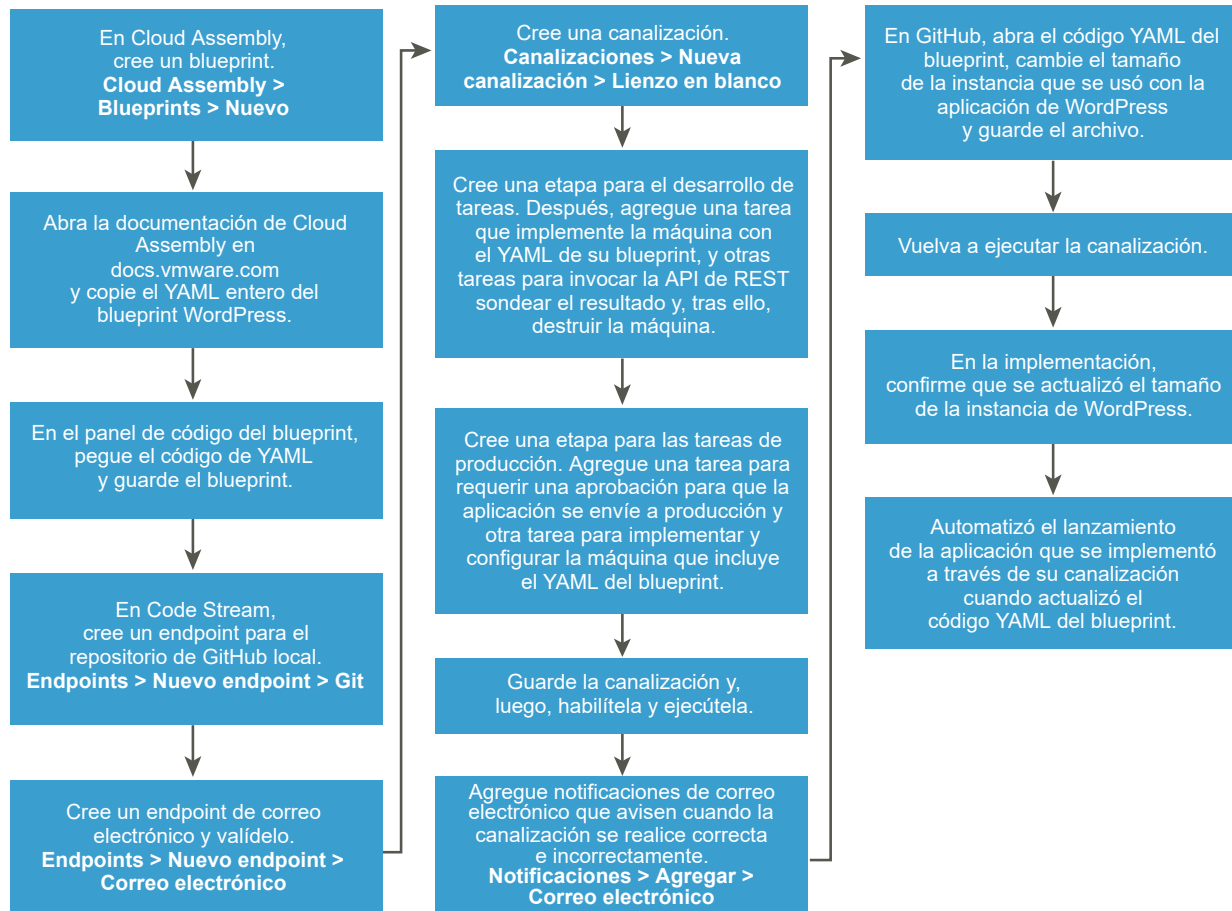 En Cloud Assembly,
cree un blueprint.
Cloud Assembly >
Blueprints > Nuevo
Abra la documentación de Cloud
Assembly en
docs.vmware.com
y copie el YAML entero del
blueprint WordPress.
En el panel de código del blueprint,
pegue el código de YAML
y guarde el blueprint.
En Code Stream,
cree un endpoint para el
repositorio de GitHub local.
Endpoints > Nuevo endpoint > Git
Cree un endpoint de correo
electrónico y valídelo.
Endpoints > Nuevo endpoint >
Correo electrónico
Cree una canalización.
Canalizaciones > Nueva
canalización > Lienzo en blanco
Cree una etapa para el desarrollo de
tareas. Después, agregue una tarea
que implemente la máquina con
el YAML de su blueprint, y otras
tareas para invocar la API de REST
sondear el resultado y, tras ello,
destruir la máquina.
Cree una etapa para las tareas de
producción. Agregue una tarea para
requerir una aprobación para que la
aplicación se envíe a producción y
otra tarea para implementar y
configurar la máquina que incluye
el YAML del blueprint.
Guarde la canalización y,
luego, habilítela y ejecútela.
Agregue notificaciones de correo
electrónico que avisen cuando la
canalización se realice correcta
e incorrectamente.
Notificaciones > Agregar >
Correo electrónico
En GitHub, abra el código YAML del
blueprint, cambie el tamaño
de la instancia que se usó con la
aplicación de WordPress
y guarde el archivo.
Vuelva a ejecutar la canalización.
En la implementación,
confirme que se actualizó el tamaño
de la instancia de WordPress.
Automatizó el lanzamiento
de la aplicación que se implementó
a través de su canalización
cuando actualizó el
código YAML del blueprint.